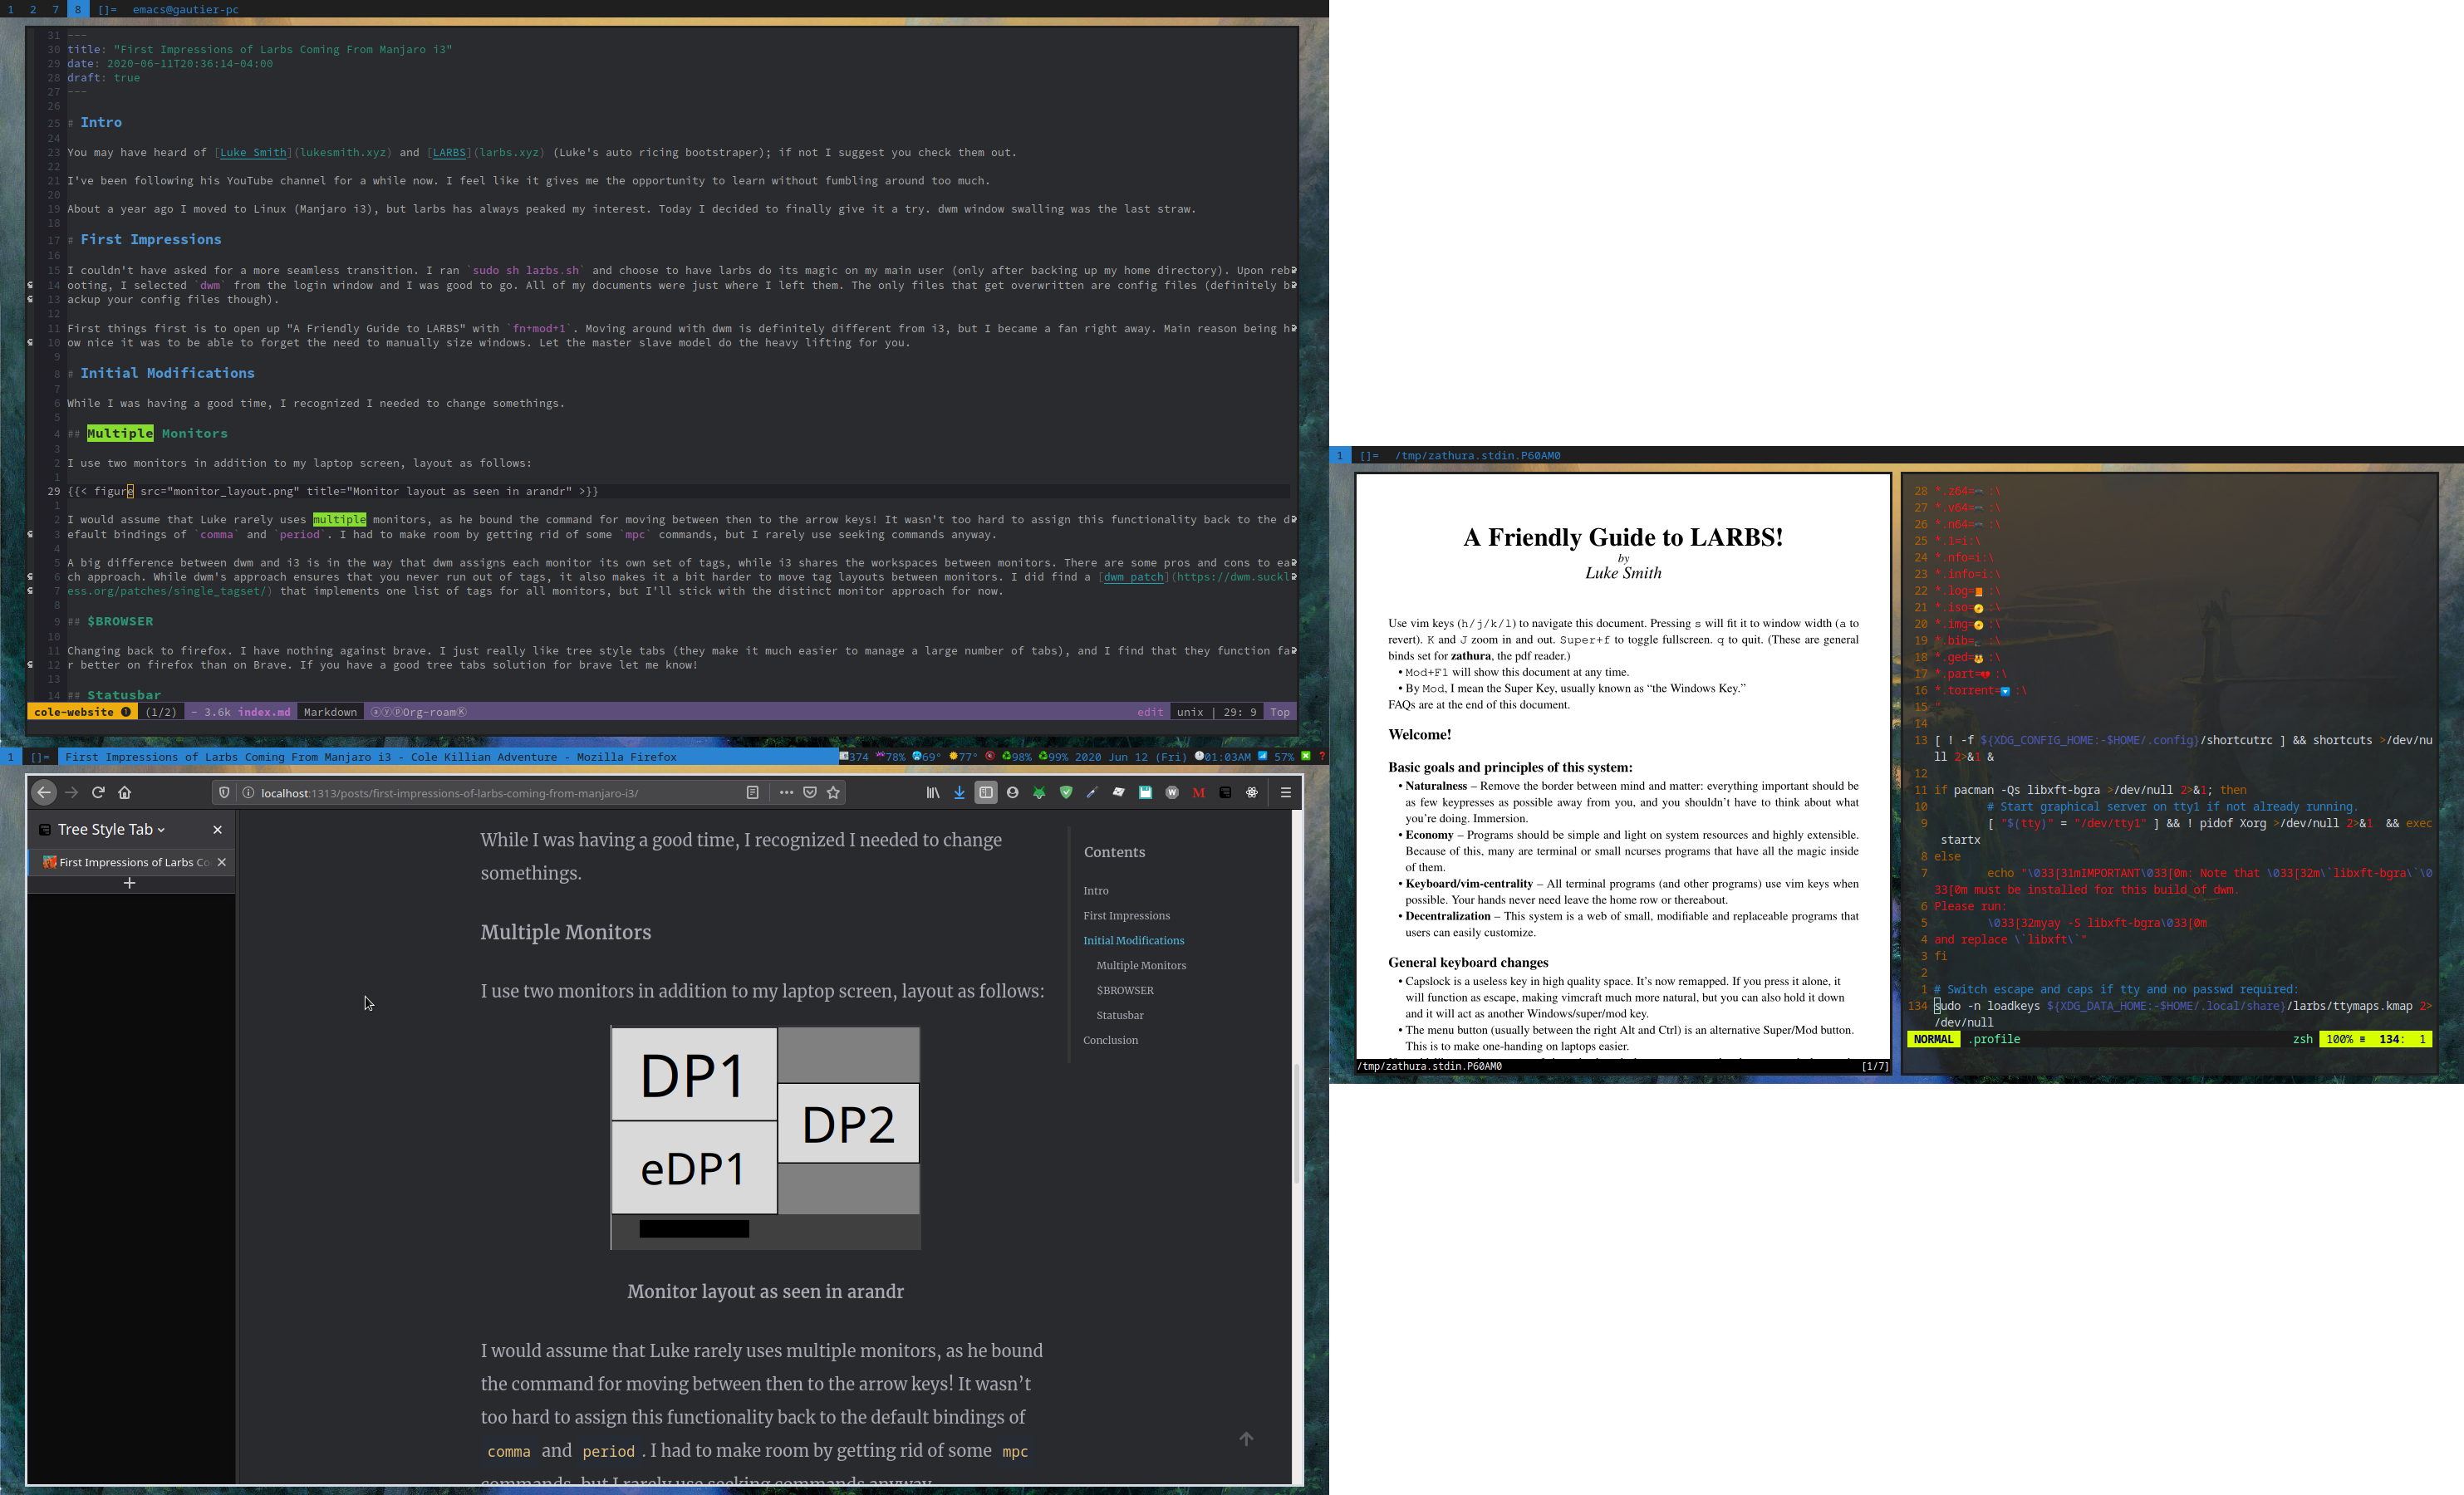 1 2 7 8 []= emacs@gautier-pc
31 ---
30 title: "First Impressions of Larbs Coming From Manjaro i3"
29 date: 2020-06-11T20:36:14-04:00
28 draft: true
27 ---
26
25 # Intro
24
23 You may have heard of [Luke Smith](lukesmith.xyz) and [LARBS](larbs.xyz) (Luke's auto ricing bootstraper); if not I suggest you check them out.
22
21 I've been following his YouTube channel for a while now. I feel like it gives me the opportunity to learn without fumbling around too much.
20
19 About a year ago I moved to Linux (Manjaro i3), but larbs has always peaked my interest. Today I decided to finally give it a try. dwm window swalling was the last straw.
18
17 # First Impressions
16
15 I couldn't have asked for a more seamless transition. I ran `sudo sh larbs.sh` and choose to have larbs do its magic on my main user (only after backing up my home directory). Upon reb
14 ooting, I selected `dwm` from the login window and I was good to go. All of my documents were just where I left them. The only files that get overwritten are config files (definitely b
13 ackup your config files though).
12
11 First things first is to open up "A Friendly Guide to LARBS" with `fn+mod+1`. Moving around with dwm is definitely different from i3, but I became a fan right away. Main reason being h
10 ow nice it was to be able to forget the need to manually size windows. Let the master slave model do the heavy lifting for you.
9
8 # Initial Modifications
7
6 While I was having a good time, I recognized I needed to change somethings.
5
4 ## Multiple Monitors
3
2 I use two monitors in addition to my laptop screen, layout as follows:
1
29 {{< figure src="monitor_layout.png" title="Monitor layout as seen in arandr" >}}
1
2 I would assume that Luke rarely uses multiple monitors, as he bound the command for moving between then to the arrow keys! It wasn't too hard to assign this functionality back to the d
3 efault bindings of `comma` and `period`. I had to make room by getting rid of some `mpc` commands, but I rarely use seeking commands anyway.
4
5 A big difference between dwm and i3 is in the way that dwm assigns each monitor its own set of tags, while i3 shares the workspaces between monitors. There are some pros and cons to ea
6 ch approach. While dwm's approach ensures that you never run out of tags, it also makes it a bit harder to move tag layouts between monitors. I did find a [dwm patch](https://dwm.suckl
7 ess.org/patches/single_tagset/) that implements one list of tags for all monitors, but I'll stick with the distinct monitor approach for now.
8
9 ## $BROWSER
10
11 Changing back to firefox. I have nothing against brave. I just really like tree style tabs (they make it much easier to manage a large number of tabs), and I find that they function fa
12 r better on firefox than on Brave. If you have a good tree tabs solution for brave let me know!
13
14 ## Statusbar
cole-website (1/2) ~ 3.6k index.md Markdown ⓐⓨⓟOrg-roamⓀ edit unix | 29: 9 Top
1 []= First Impressions of Larbs Coming From Manjaro i3 - Cole Killian Adventure - Mozilla Firefox 374 78% 69° 77° 98% 99% 2020 Jun 12 (Fri) 01:03AM 57% ?
localhost:1313/posts/first-impressions-of-larbs-coming-from-manjaro-i3/
Tree Style Tab
First Impressions of Larbs Co
While I was having a good time, I recognized I needed to change
somethings.
Multiple Monitors
I use two monitors in addition to my laptop screen, layout as follows:
DP1
DP2
eDP1
Monitor layout as seen in arandr
I would assume that Luke rarely uses multiple monitors, as he bound
the command for moving between then to the arrow keys! It wasn’t
too hard to assign this functionality back to the default bindings of
comma and period . I had to make room by getting rid of some mpc
commands, but I rarely use seeking commands anyway.
Contents
Intro
First Impressions
Initial Modifications
Multiple Monitors
$BROWSER
Statusbar
Conclusion
1 []= /tmp/zathura.stdin.P60AM0
A Friendly Guide to LARBS!
by
Luke Smith
Use vim keys (h/j/k/l) to navigate this document. Pressing s will fit it to window width (a to
revert). K and J zoom in and out. Super+f to toggle fullscreen. q to quit. (These are general
binds set for zathura, the pdf reader.)
• Mod+F1 will show this document at any time.
• By Mod, I mean the Super Key, usually known as “the Windows Key.”
FAQs are at the end of this document.
Welcome!
Basic goals and principles of this system:
• Naturalness – Remove the border between mind and matter: everything important should be
as few keypresses as possible away from you, and you shouldn’t have to think about what
you’re doing. Immersion.
• Economy – Programs should be simple and light on system resources and highly extensible.
Because of this, many are terminal or small ncurses programs that have all the magic inside
of them.
• Keyboard/vim-centrality – All terminal programs (and other programs) use vim keys when
possible. Your hands never need leave the home row or thereabout.
• Decentralization – This system is a web of small, modifiable and replaceable programs that
users can easily customize.
General keyboard changes
• Capslock is a useless key in high quality space. It’s now remapped. If you press it alone, it
will function as escape, making vimcraft much more natural, but you can also hold it down
and it will act as another Windows/super/mod key.
• The menu button (usually between the right Alt and Ctrl) is an alternative Super/Mod button.
This is to make one-handing on laptops easier.
/tmp/zathura.stdin.P60AM0 [1/7]
28 *.z64=🎮:\
27 *.v64=🎮:\
26 *.n64=🎮:\
25 *.1=ℹ:\
24 *.nfo=ℹ:\
23 *.info=ℹ:\
22 *.log=📙:\
21 *.iso=📀:\
20 *.img=📀:\
19 *.bib= :\
18 *.ged=👪:\
17 *.part=💔:\
16 *.torrent=🔽:\
15 "
14
13 [ ! -f ${XDG_CONFIG_HOME:-$HOME/.config}/shortcutrc ] && shortcuts >/dev/nu
ll 2>&1 &
12
11 if pacman -Qs libxft-bgra >/dev/null 2>&1; then
10 # Start graphical server on tty1 if not already running.
9 [ "$(tty)" = "/dev/tty1" ] && ! pidof Xorg >/dev/null 2>&1 && exec
startx
8 else
7 echo "\033[31mIMPORTANT\033[0m: Note that \033[32m\`libxft-bgra\`\0
33[0m must be installed for this build of dwm.
6 Please run:
5 \033[32myay -S libxft-bgra\033[0m
4 and replace \`libxft\`"
3 fi
2
1 # Switch escape and caps if tty and no passwd required:
134 sudo -n loadkeys ${XDG_DATA_HOME:-$HOME/.local/share}/larbs/ttymaps.kmap 2>
/dev/null
NORMAL .profile zsh 100% ≡ 134: 1